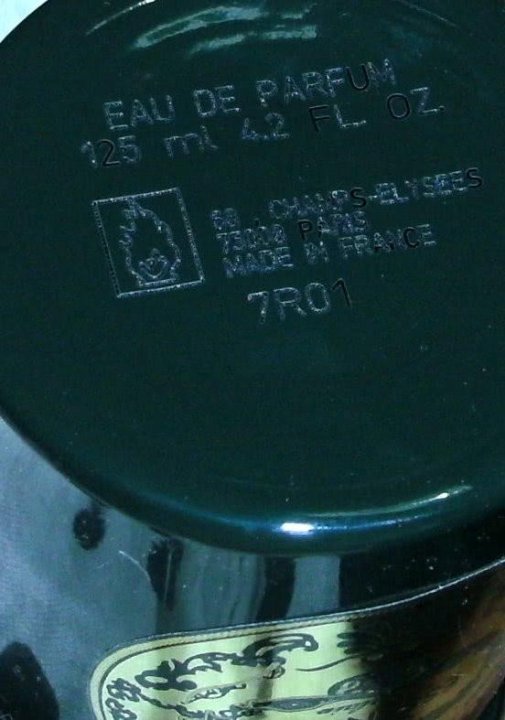 EAU DE PARFUM
125 ml 4.2 FL. OZ.
68, CHAMPS-ELYSEES
75008 PARIS
MADE IN FRANCE
7R01